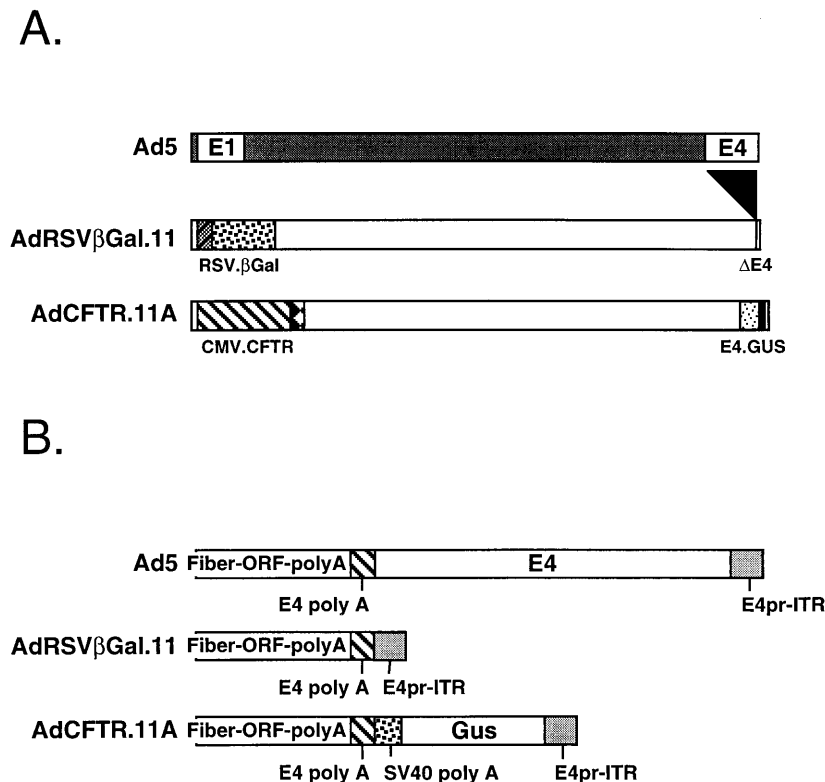 A.
Ad5 E1 E4
AdRSVβGal.11
RSV.βGal ΔE4
AdCFTR.11A
CMV.CFTR E4.GUS
B.
Ad5 Fiber-ORF-polyA E4
E4 poly A E4pr-ITR
AdRSVβGal.11 Fiber-ORF-polyA
E4 poly A E4pr-ITR
AdCFTR.11A Fiber-ORF-polyA Gus
E4 poly A SV40 poly A E4pr-ITR